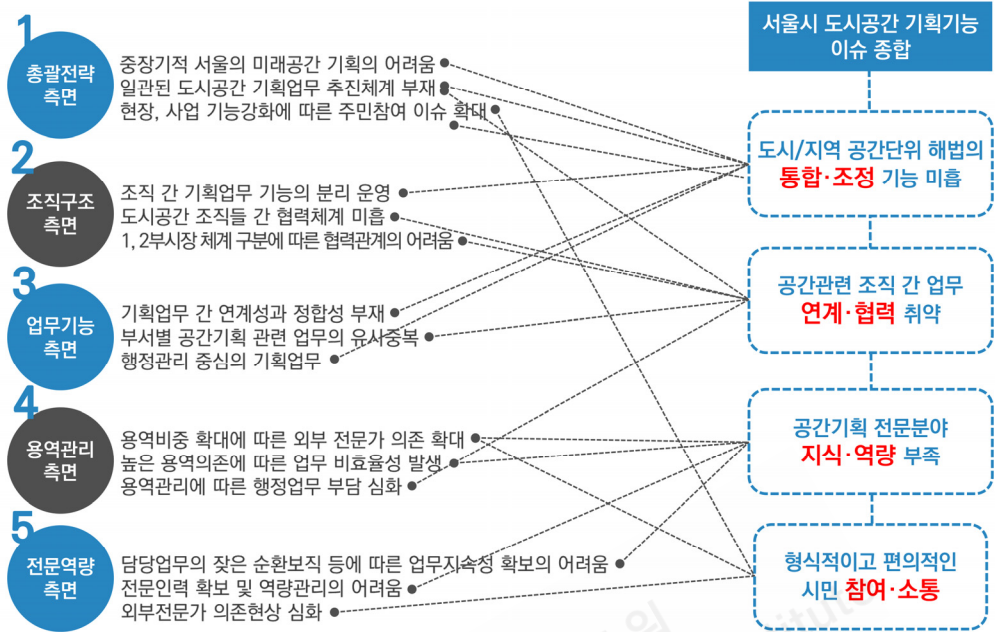 1
총괄전략
측면
중장기적 서울의 미래공간 기획의 어려움
일관된 도시공간 기획업무 추진체계 부재
현장, 사업 기능강화에 따른 주민참여 이슈 확대
2
조직구조
측면
조직 간 기획업무 기능의 분리 운영
도시공간 조직들 간 협력체계 미흡
1, 2부시장 체계 구분에 따른 협력관계의 어려움
3
업무기능
측면
기획업무 간 연계성과 정합성 부재
부서별 공간기획 관련 업무의 유사중복
행정관리 중심의 기획업무
4
용역관리
측면
용역비중 확대에 따른 외부 전문가 의존 확대
높은 용역의존에 따른 업무 비효율성 발생
용역관리에 따른 행정업무 부담 심화
5
전문역량
측면
담당업무의 잦은 순환보직 등에 따른 업무지속성 확보의 어려움
전문인력 확보 및 역량관리의 어려움
외부전문가 의존현상 심화
서울시 도시공간 기획기능
이슈 종합
도시/지역 공간단위 해법의
통합·조정 기능 미흡
공간관련 조직 간 업무
연계·협력 취약
공간기획 전문분야
지식·역량 부족
형식적이고 편의적인
시민 참여·소통